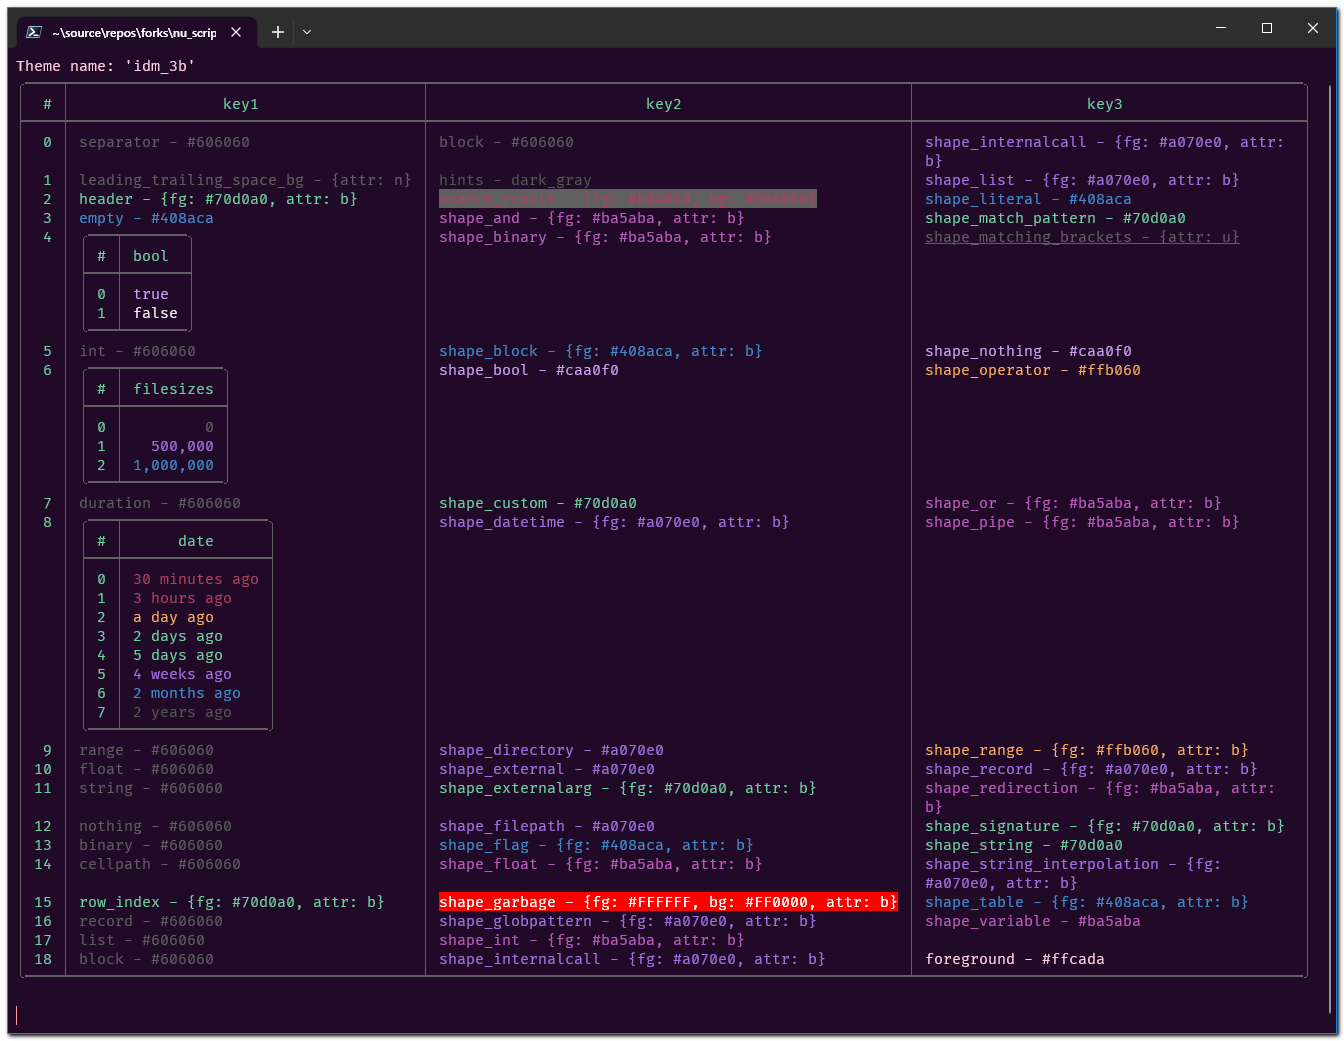 ~\source\repos\forks\nu_scrip
Theme name: 'idm_3b'
# key1 key2 key3
0 separator - #606060 block - #606060 shape_internalcall - {fg: #a070e0, attr:
b}
1 leading_trailing_space_bg - {attr: n} hints - dark_gray shape_list - {fg: #a070e0, attr: b}
2 header - {fg: #70d0a0, attr: b} search_result - {fg: bg: #606060} shape_literal - #408aca
3 empty - #408aca shape_and - {fg: #ba5aba, attr: b} shape_match_pattern - #70d0a0
4 shape_binary - {fg: #ba5aba, attr: b} shape_matching_brackets - {attr: u}
# bool
0 true
1 false
5 int - #606060 shape_block - {fg: #408aca, attr: b} shape_nothing - #caa0f0
6 shape_bool - #caa0f0 shape_operator - #ffb060
# filesizes
0 0
1 500,000
2 1,000,000
7 duration - #606060 shape_custom - #70d0a0 shape_or - {fg: #ba5aba, attr: b}
8 shape_datetime - {fg: #a070e0, attr: b} shape_pipe - {fg: #ba5aba, attr: b}
# date
0 30 minutes ago
1 3 hours ago
2 a day ago
3 2 days ago
4 5 days ago
5 4 weeks ago
6 2 months ago
7 2 years ago
9 range - #606060 shape_directory - #a070e0 shape_range - {fg: #ffb060, attr: b}
10 float - #606060 shape_external - #a070e0 shape_record - {fg: #a070e0, attr: b}
11 string - #606060 shape_externalarg - {fg: #70d0a0, attr: b} shape_redirection - {fg: #ba5aba, attr:
b}
12 nothing - #606060 shape_filepath - #a070e0 shape_signature - {fg: #70d0a0, attr: b}
13 binary - #606060 shape_flag - {fg: #408aca, attr: b} shape_string - #70d0a0
14 cellpath - #606060 shape_float - {fg: #ba5aba, attr: b} shape_string_interpolation - {fg:
#a070e0, attr: b}
15 row_index - {fg: #70d0a0, attr: b} shape_garbage - {fg: #FFFFFF, bg: #FF0000, attr: b} shape_table - {fg: #408aca, attr: b}
16 record - #606060 shape_globpattern - {fg: #a070e0, attr: b} shape_variable - #ba5aba
17 list - #606060 shape_int - {fg: #ba5aba, attr: b}
18 block - #606060 shape_internalcall - {fg: #a070e0, attr: b} foreground - #ffcada